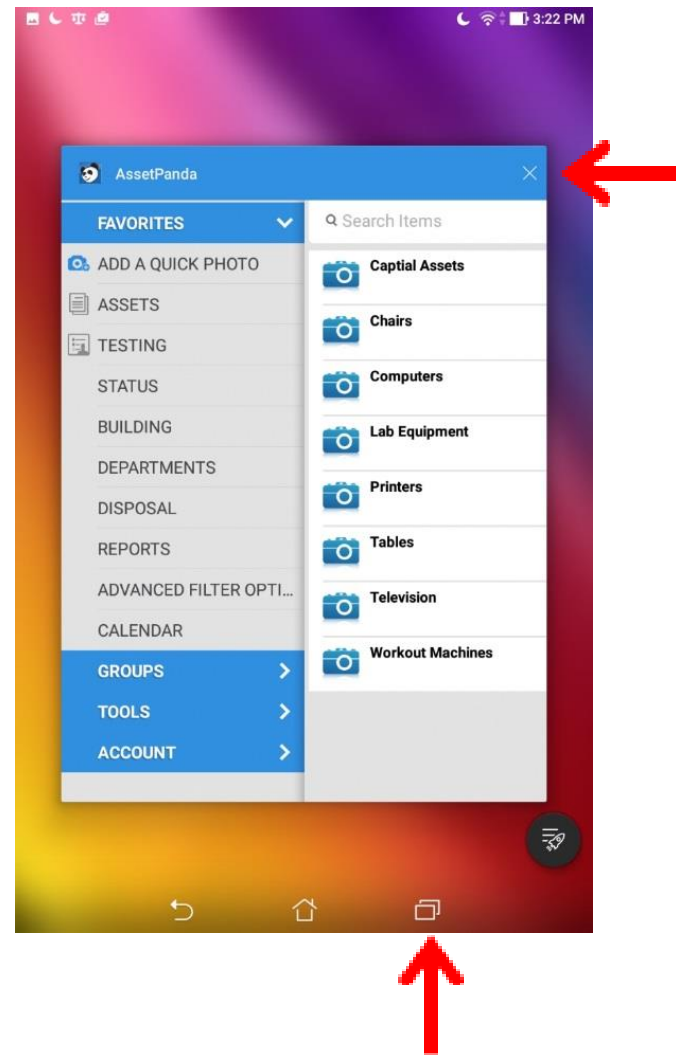 3:22 PM
AssetPanda
FAVORITES
ADD A QUICK PHOTO
ASSETS
TESTING
STATUS
BUILDING
DEPARTMENTS
DISPOSAL
REPORTS
ADVANCED FILTER OPTI...
CALENDAR
GROUPS
TOOLS
ACCOUNT
Search Items
Captial Assets
Chairs
Computers
Lab Equipment
Printers
Tables
Television
Workout Machines